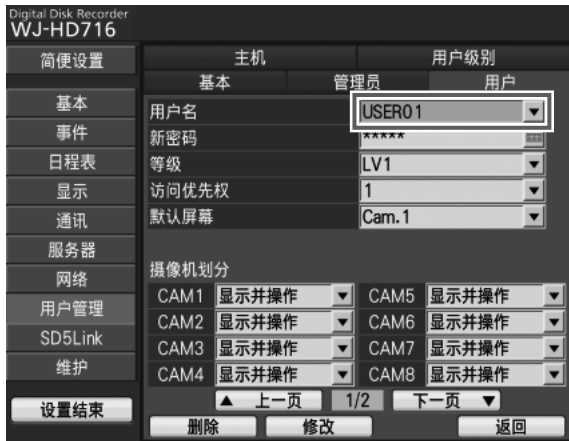 Digital Disk Recorder
WJ-HD716
简便设置
基本
事件
日程表
显示
通讯
服务器
网络
用户管理
SD5Link
维护
设置结束
主机 用户级别
基本 管理员 用户
用户名 USER01
新密码 *****
等级 LV1
访问优先权 1
默认屏幕 Cam.1
摄像机划分
CAM1 显示并操作 CAM5 显示并操作
CAM2 显示并操作 CAM6 显示并操作
CAM3 显示并操作 CAM7 显示并操作
CAM4 显示并操作 CAM8 显示并操作
▲ 上一页 1/2 下一页 ▼
删除 修改 返回